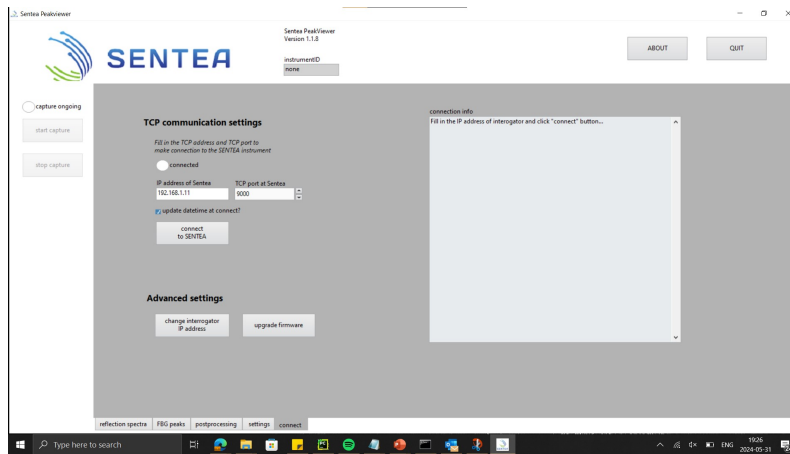 Sentea Peakviewer
SENTEA
Sentea PeakViewer
Version 1.1.8
instrumentID
none
ABOUT
QUIT
capture ongoing
start capture
stop capture
TCP communication settings
Fill in the TCP address and TCP port to
make connection to the SENTEA instrument
connected
IP address of Sentea
TCP port at Sentea
192.168.1.11
9000
update datetime at connect?
connect
to SENTEA
Advanced settings
change interrogator
IP address
upgrade firmware
connection info
Fill in the IP address of interogator and click "connect" button...
reflection spectra
FBG peaks
postprocessing
settings
connect
Type here to search
ENG
1926
2024-05-31